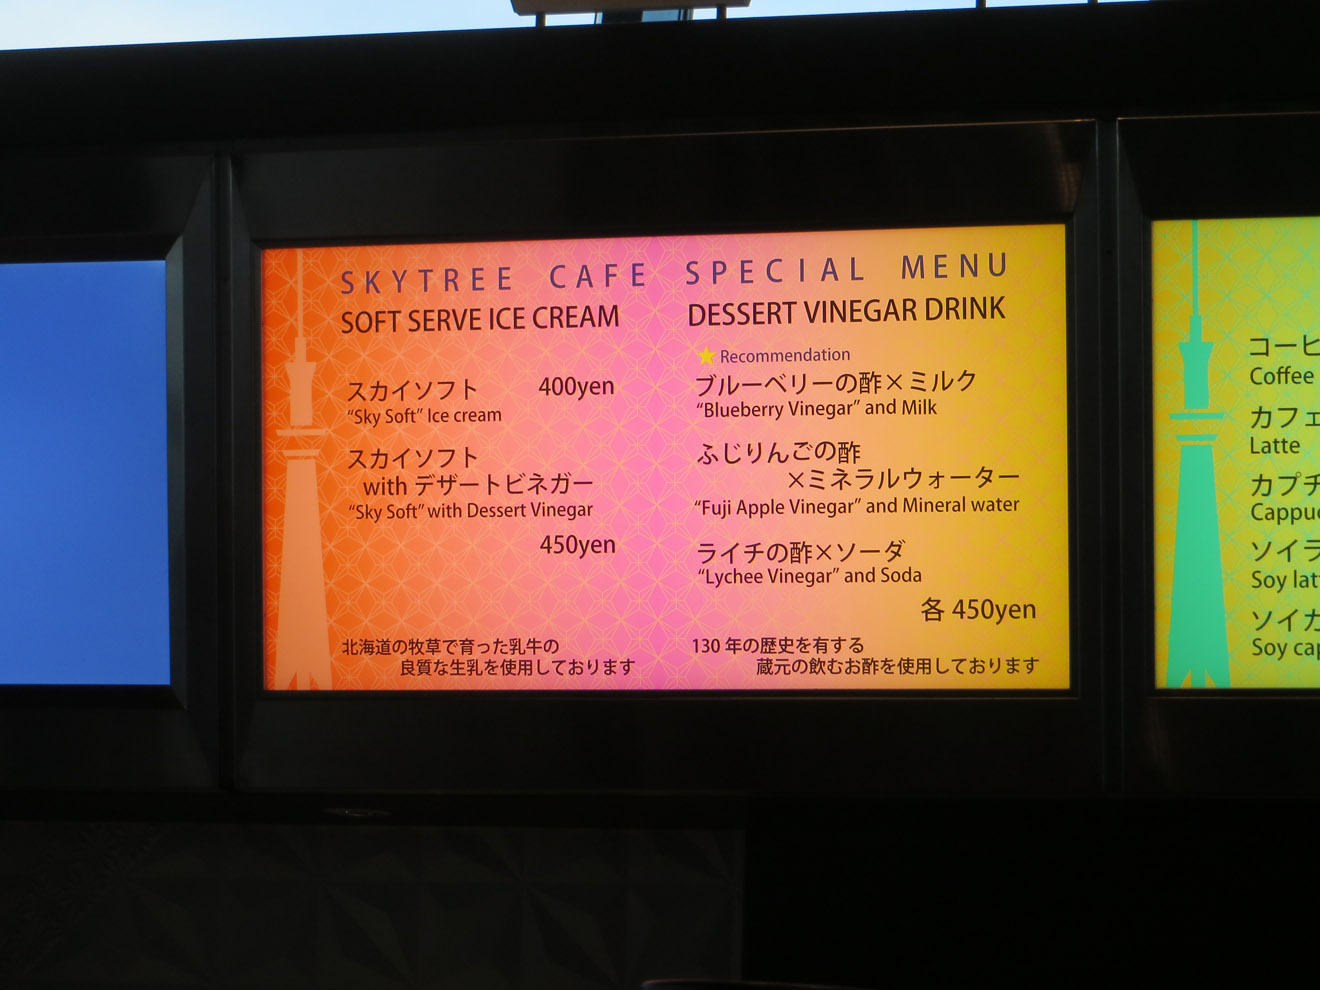 SKYTREE CAFE SPECIAL MENU
SOFT SERVE ICE CREAM
スカイソフト 400yen
“Sky Soft” Ice cream
スカイソフト
with デザートビネガー
“Sky Soft” with Dessert Vinegar
450yen
北海道の牧草で育った乳牛の
良質な生乳を使用しております
DESSERT VINEGAR DRINK
Recommendation
ブルーベリーの酢×ミルク
“Blueberry Vinegar” and Milk
ふじりんごの酢
×ミネラルウォーター
“Fuji Apple Vinegar” and Mineral water
ライチの酢×ソーダ
“Lychee Vinegar” and Soda
各 450yen
130 年の歴史を有する
蔵元の飲むお酢を使用しております
コーヒ
Coffee
カフェ
Latte
カプチ
Cappuc
ソイラ
Soy lat
ソイカ
Soy cap